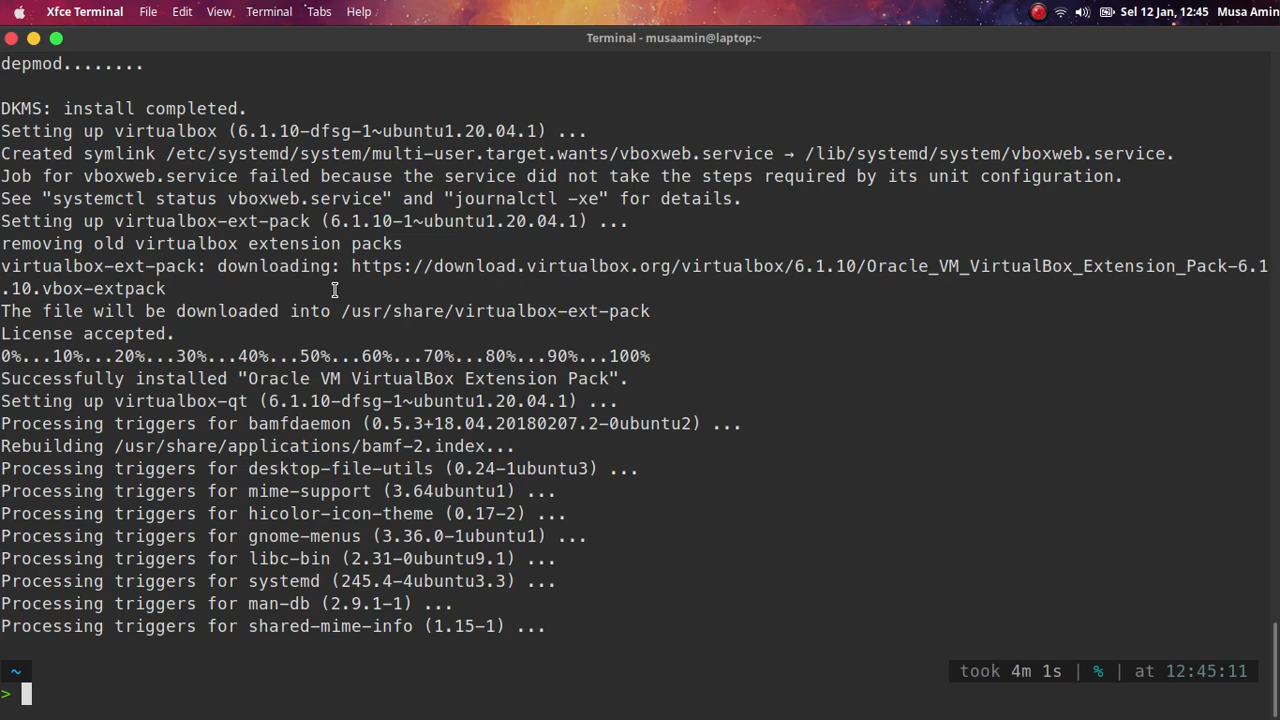 Xfce Terminal File Edit View Terminal Tabs Help Sel 12 Jan, 12:45 Musa Amin
Terminal - musaamin@laptop:~
depmod........
DKMS: install completed.
Setting up virtualbox (6.1.10-dfsg-1~ubuntu1.20.04.1) ...
Created symlink /etc/systemd/system/multi-user.target.wants/vboxweb.service → /lib/systemd/system/vboxweb.service.
Job for vboxweb.service failed because the service did not take the steps required by its unit configuration.
See "systemctl status vboxweb.service" and "journalctl -xe" for details.
Setting up virtualbox-ext-pack (6.1.10-1~ubuntu1.20.04.1) ...
removing old virtualbox extension packs
virtualbox-ext-pack: downloading: https://download.virtualbox.org/virtualbox/6.1.10/Oracle_VM_VirtualBox_Extension_Pack-6.1
.10.vbox-extpack
The file will be downloaded into /usr/share/virtualbox-ext-pack
License accepted.
0%...10%...20%...30%...40%...50%...60%...70%...80%...90%...100%
Successfully installed "Oracle VM VirtualBox Extension Pack".
Setting up virtualbox-qt (6.1.10-dfsg-1~ubuntu1.20.04.1) ...
Processing triggers for bamfdaemon (0.5.3+18.04.20180207.2-0ubuntu2) ...
Rebuilding /usr/share/applications/bamf-2.index...
Processing triggers for desktop-file-utils (0.24-1ubuntu3) ...
Processing triggers for mime-support (3.64ubuntu1) ...
Processing triggers for hicolor-icon-theme (0.17-2) ...
Processing triggers for gnome-menus (3.36.0-1ubuntu1) ...
Processing triggers for libc-bin (2.31-0ubuntu9.1) ...
Processing triggers for systemd (245.4-4ubuntu3.3) ...
Processing triggers for man-db (2.9.1-1) ...
Processing triggers for shared-mime-info (1.15-1) ...
~ took 4m 1s | % | at 12:45:11
>